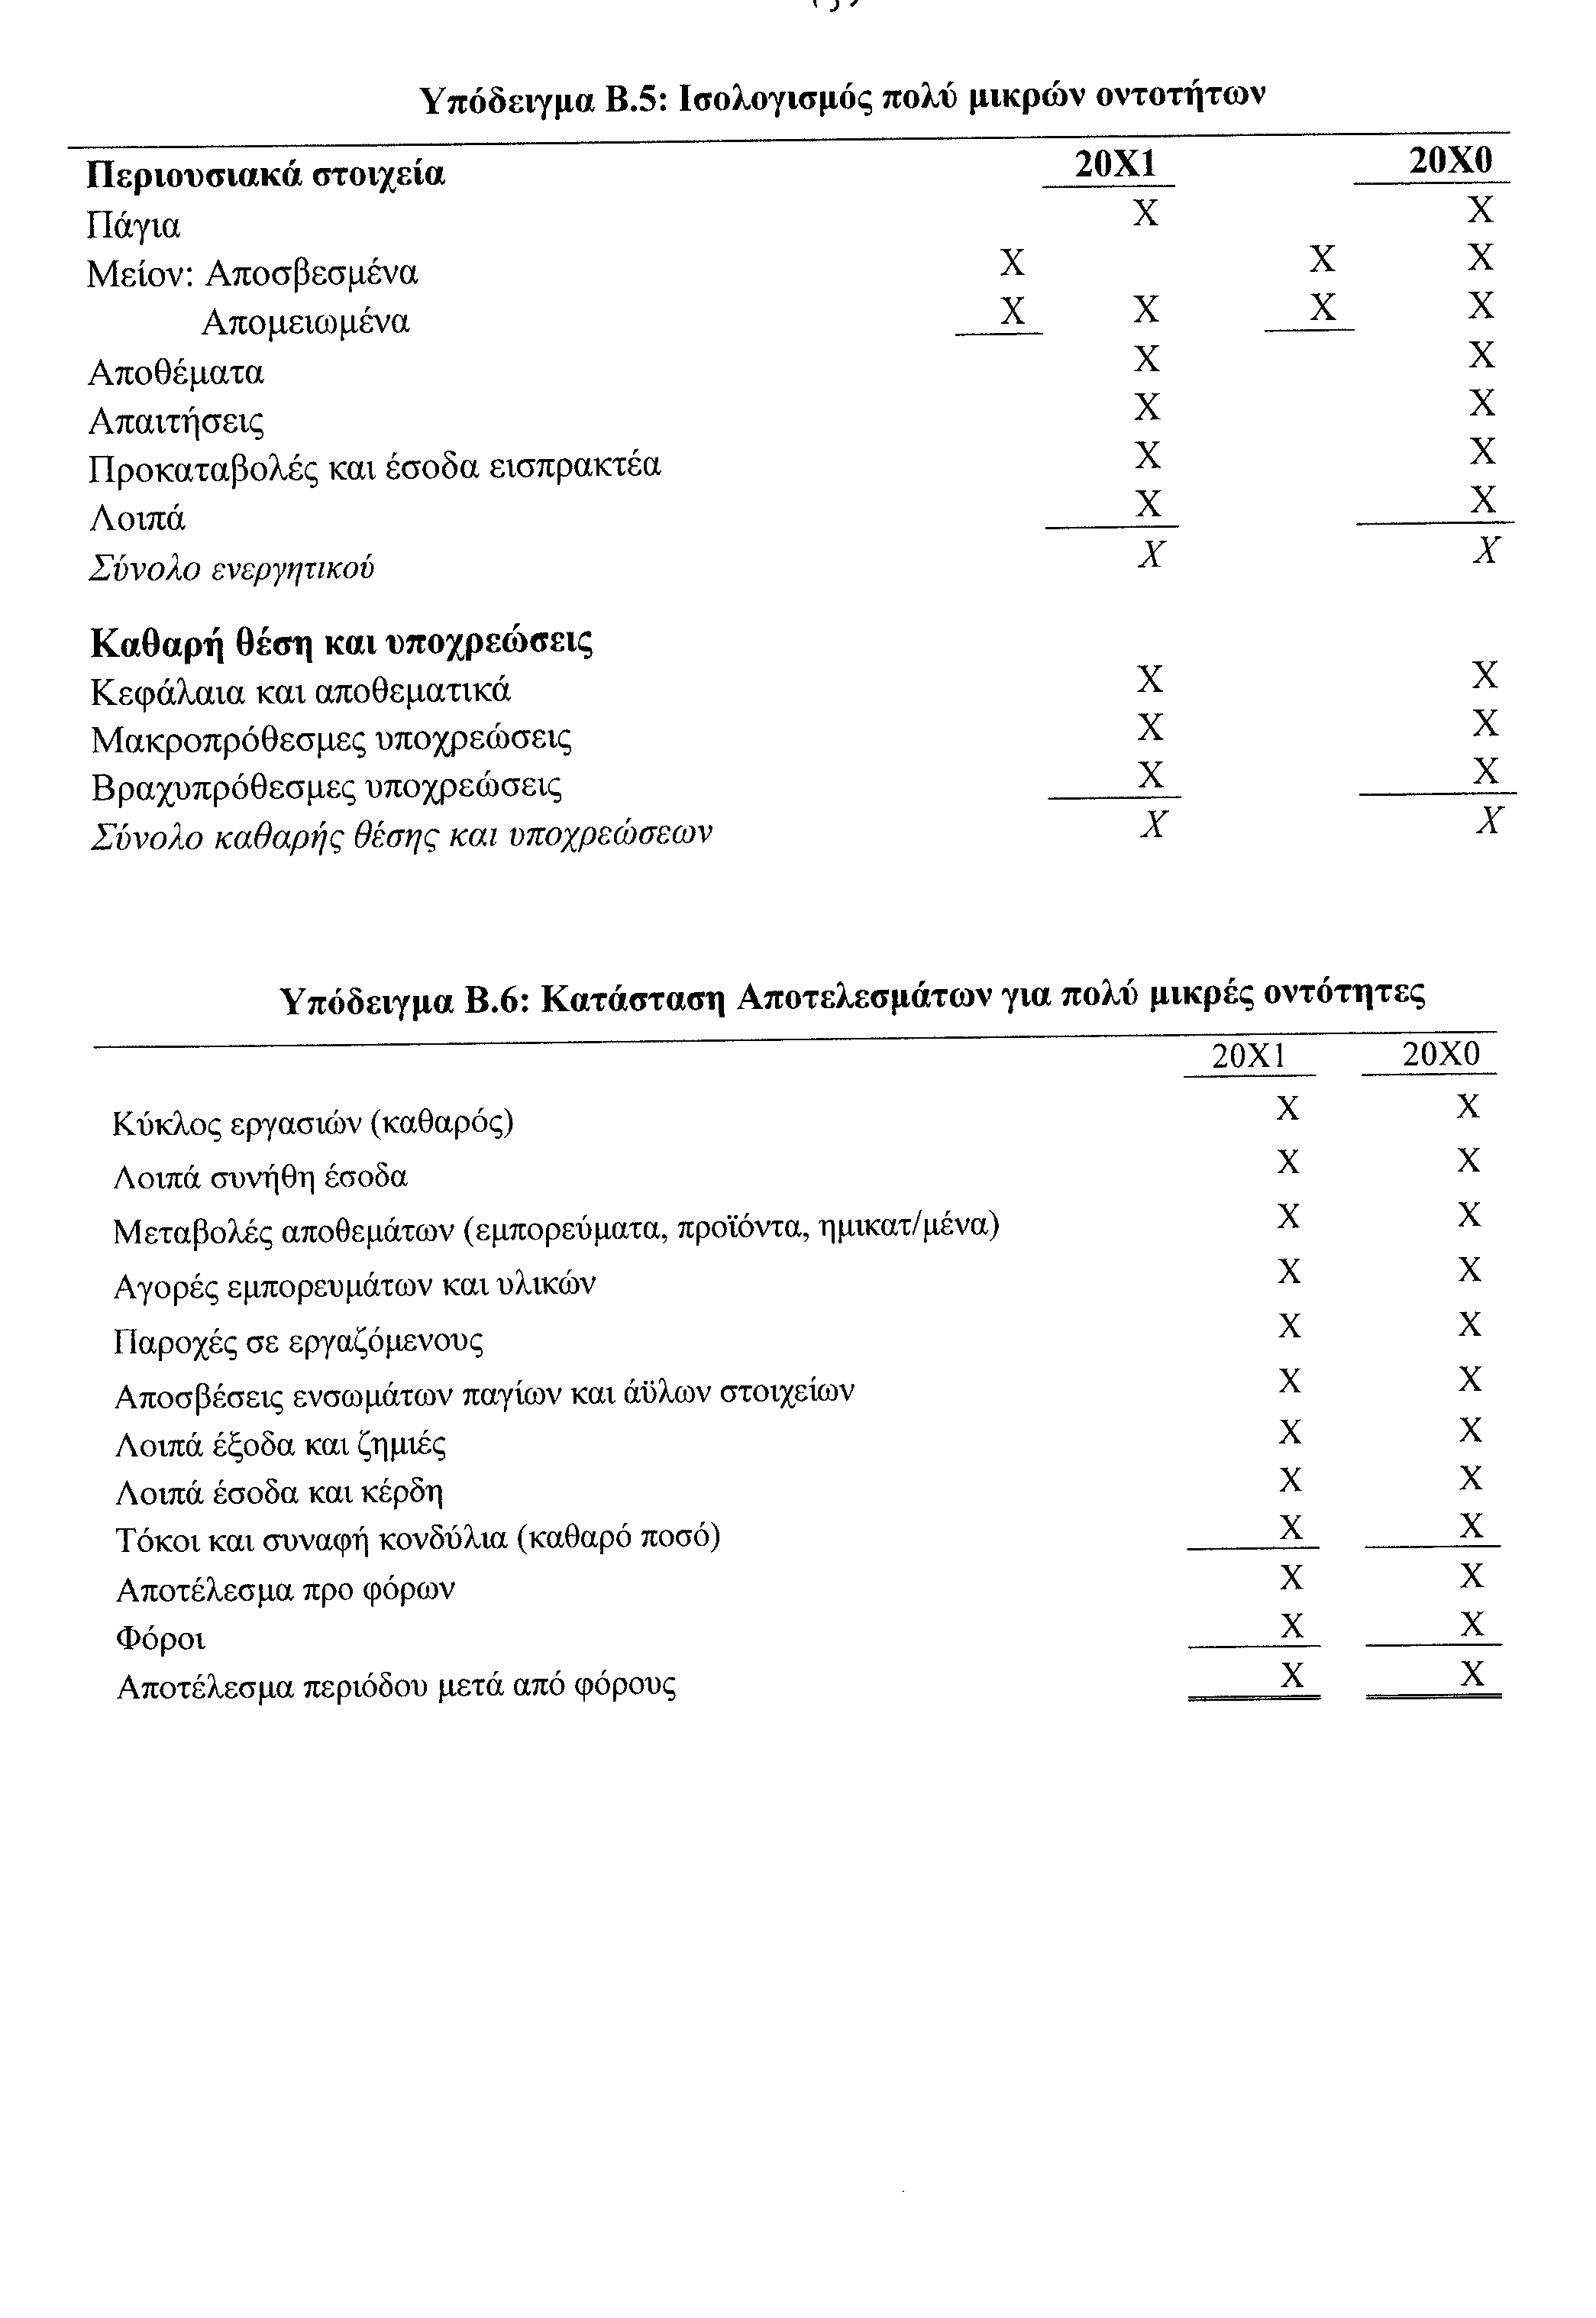 Υπόδειγμα Β.5: Ισολογισμός πολύ μικρών οντοτήτων
Περιουσιακά στοιχεία 20Χ1 20Χ0
Πάγια Χ Χ
Μείον: Αποσβεσμένα Χ Χ Χ
Απομειωμένα Χ Χ Χ Χ
Αποθέματα Χ Χ
Απαιτήσεις Χ Χ
Προκαταβολές και έσοδα εισπρακτέα Χ Χ
Λοιπά Χ Χ
Σύνολο ενεργητικού Χ Χ
Καθαρή θέση και υποχρεώσεις
Κεφάλαια και αποθεματικά Χ Χ
Μακροπρόθεσμες υποχρεώσεις Χ Χ
Βραχυπρόθεσμες υποχρεώσεις Χ Χ
Σύνολο καθαρής θέσης και υποχρεώσεων Χ Χ
Υπόδειγμα Β.6: Κατάσταση Αποτελεσμάτων για πολύ μικρές οντότητες
20Χ1 20Χ0
Κύκλος εργασιών (καθαρός) Χ Χ
Λοιπά συνήθη έσοδα Χ Χ
Μεταβολές αποθεμάτων (εμπορεύματα, προϊόντα, ημικατ/μένα) Χ Χ
Αγορές εμπορευμάτων και υλικών Χ Χ
Παροχές σε εργαζόμενους Χ Χ
Αποσβέσεις ενσωμάτων παγίων και άϋλων στοιχείων Χ Χ
Λοιπά έξοδα και ζημιές Χ Χ
Λοιπά έσοδα και κέρδη Χ Χ
Τόκοι και συναφή κονδύλια (καθαρό ποσό) Χ Χ
Αποτέλεσμα προ φόρων Χ Χ
Φόροι Χ Χ
Αποτέλεσμα περιόδου μετά από φόρους Χ Χ